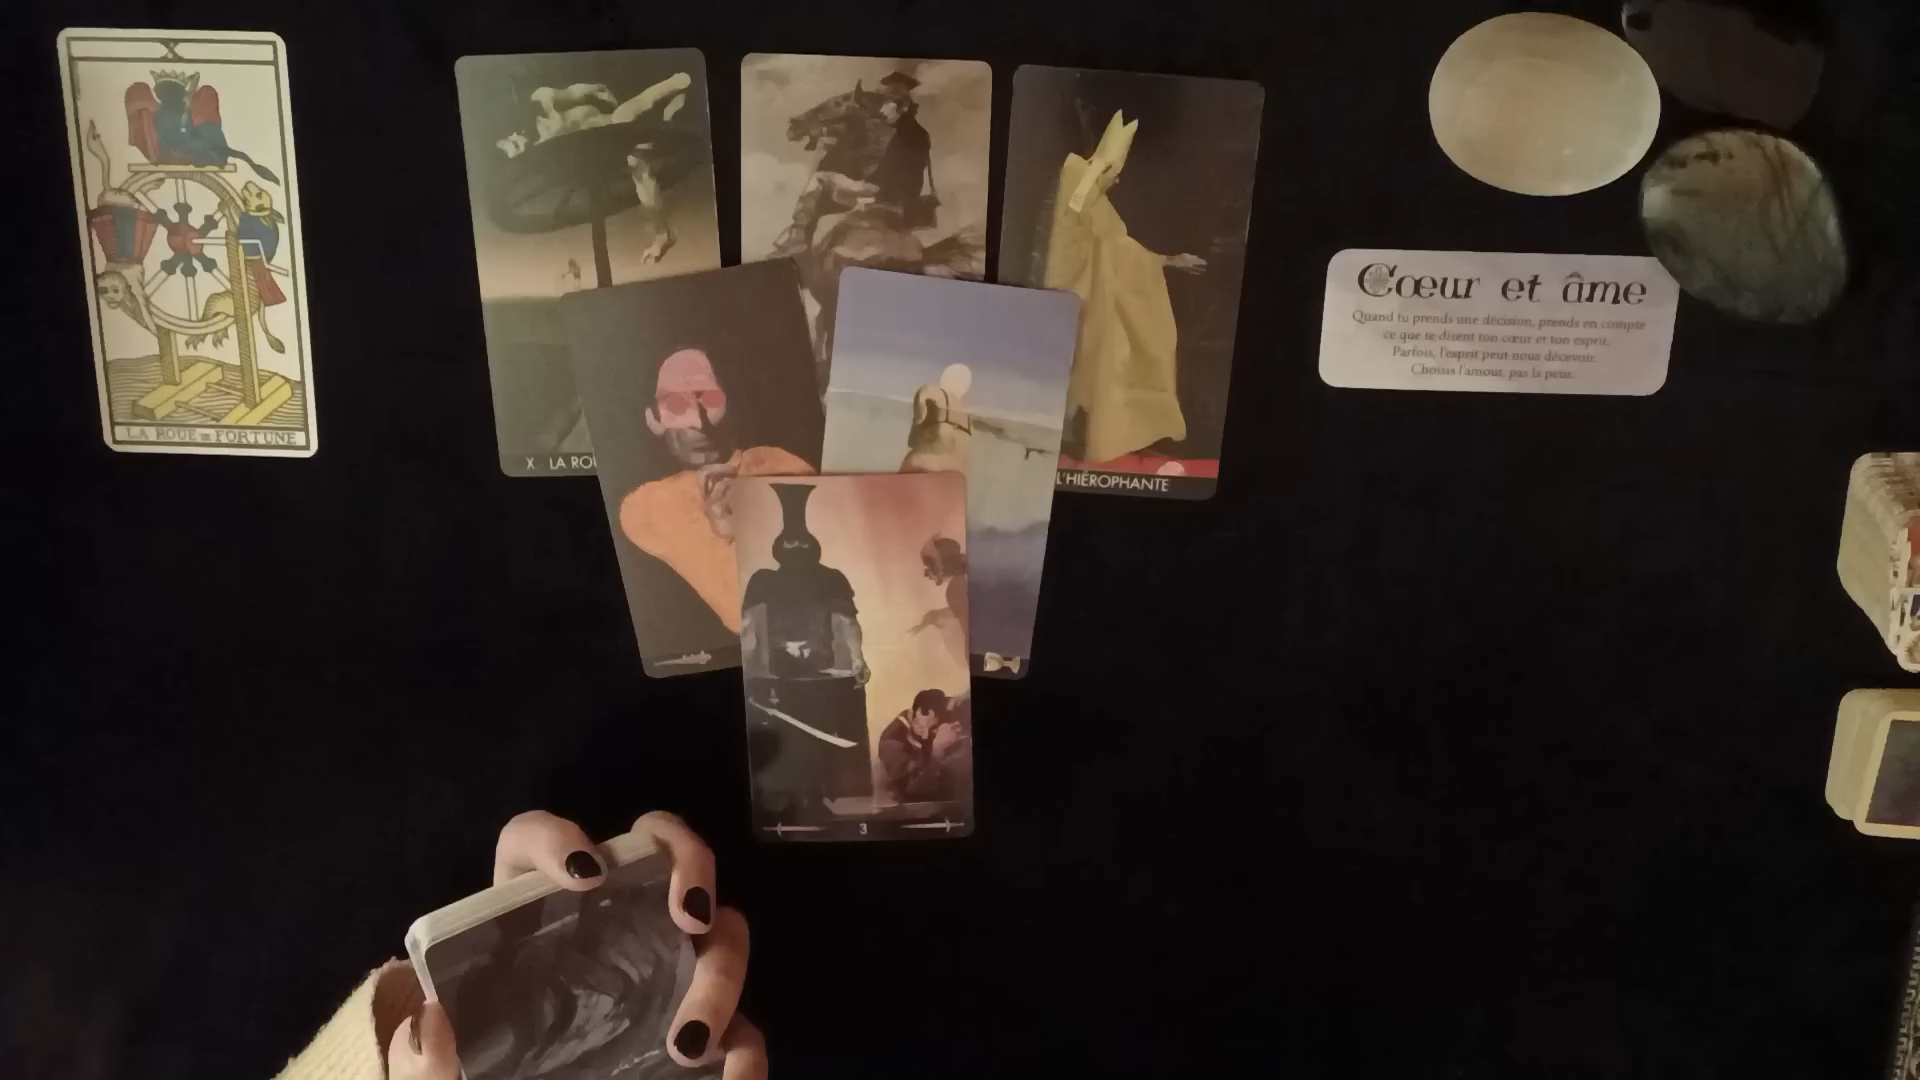 X
LA ROUE DE FORTUNE
X - LA ROU
L'HIÉROPHANTE
Cœur et âme
Quand tu prends une décision, prends en compte
ce que te disent ton cœur et ton esprit.
Parfois, l'esprit peut nous décevoir.
Choisis l'amour, pas la peur.
3